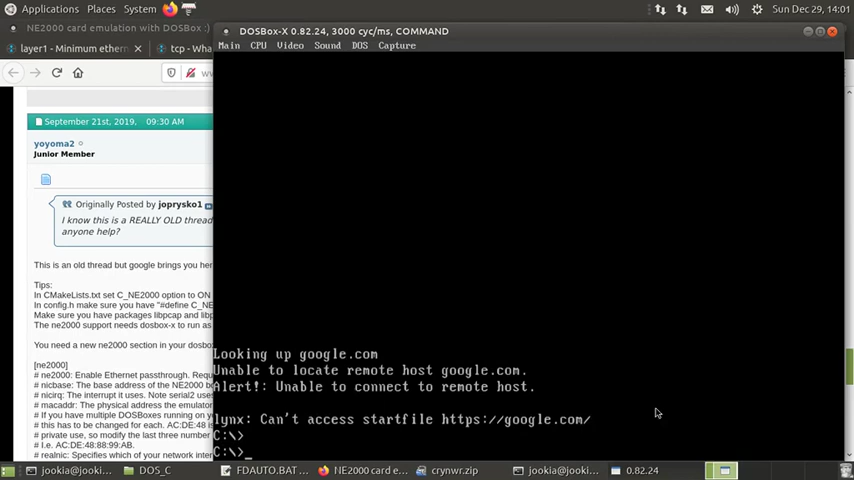 Applications Places System
Sun Dec 29, 14:01
NE2000 card emulation with DOSBox :)
layer1 - Minimum ethern
tcp - Wha
September 21st, 2019, 09:30 AM
yoyoma2
Junior Member
Originally Posted by joprysko1
I know this is a REALLY OLD thread
anyone help?
This is an old thread but google brings you her
Tips:
In CMakeLists.txt set C_NE2000 option to ON
In config.h make sure you have "#define C_NE
Make sure you have packages libpcap and libp
The ne2000 support needs dosbox-x to run as
You need a new ne2000 section in your dosbo
[ne2000]
# ne2000: Enable Ethernet passthrough. Requ
# nicbase: The base address of the NE2000 b
# nicirq: The interrupt it uses. Note serial2 use
# macaddr: The physical address the emulator
# If you have multiple DOSBoxes running on y
# this has to be changed for each. AC:DE:48 is
# private use, so modify the last three number
# I.e. AC:DE:48:88:99:AB.
# realnic: Specifies which of your network inter
DOSBox-X 0.82.24, 3000 cyc/ms, COMMAND
Main CPU Video Sound DOS Capture
Looking up google.com
Unable to locate remote host google.com.
Alert!: Unable to connect to remote host.
lynx: Can't access startfile https://google.com/
C:\>
C:\>_
jookia@jooki...
DOS_C
FDAUTO.BAT ...
NE2000 card e...
crynwr.zip
jookia@jooki...
0.82.24